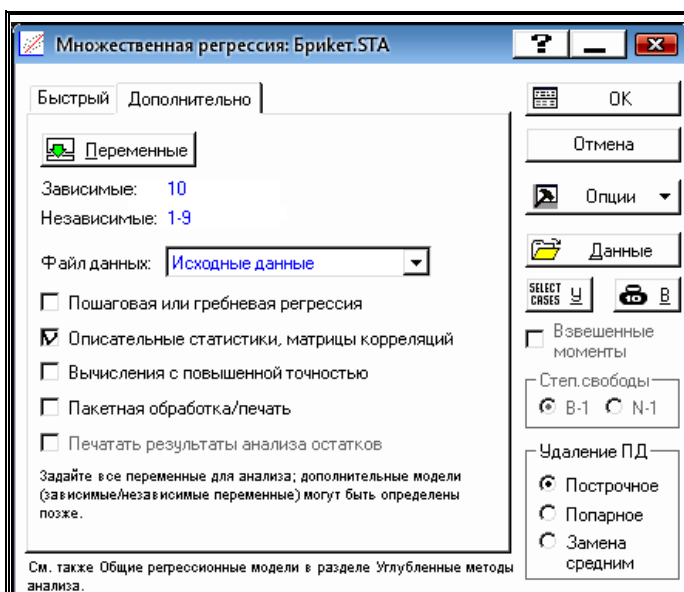 Множественная регрессия: Бриkет.STA
?
Быстрый Дополнительно
Переменные
Зависимые: 10
Независимые: 1-9
Файл данных: Исходные данные
Пошаговая или гребневая регрессия
Описательные статистики, матрицы корреляций
Вычисления с повышенной точностью
Пакетная обработка/печать
Печатать результаты анализа остатков
Задайте все переменные для анализа; дополнительные модели
(зависимые/независимые переменные) могут быть определены
позже.
См. также Общие регрессионные модели в разделе Углубленные методы
анализа.
OK
Отмена
Опции
Данные
SELECT CASES У В
Взвешенные
моменты
Степ.свободы
В-1 N-1
Удаление ПД
Построчное
Попарное
Замена
средним